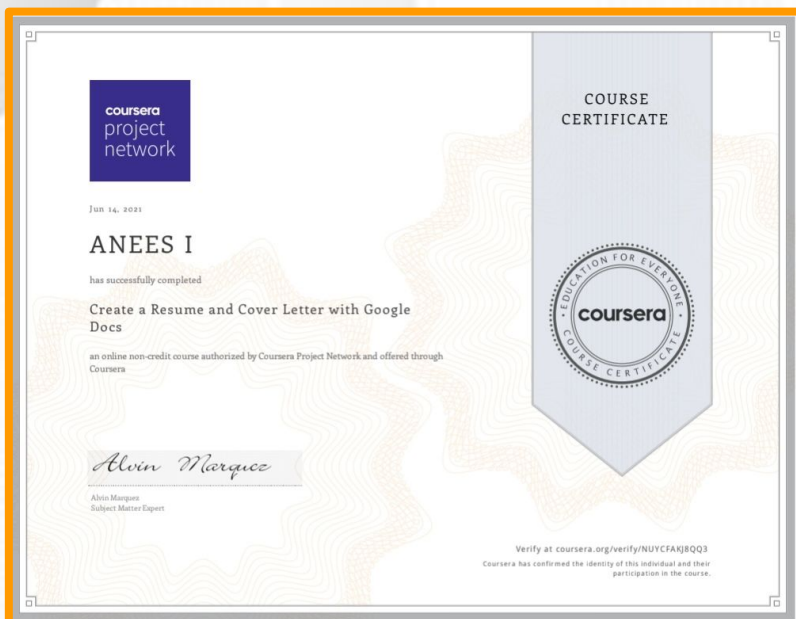 coursera
project
network
COURSE
CERTIFICATE
Jun 14, 2021
ANEES I
has successfully completed
Create a Resume and Cover Letter with Google
Docs
an online non-credit course authorized by Coursera Project Network and offered through
Coursera
EDUCATION FOR EVERYONE
coursera
COURSE CERTIFICATE
Alvin Marquez
Alvin Marquez
Subject Matter Expert
Verify at coursera.org/verify/NUYCFAKJ8QQ3
Coursera has confirmed the identity of this individual and their
participation in the course.